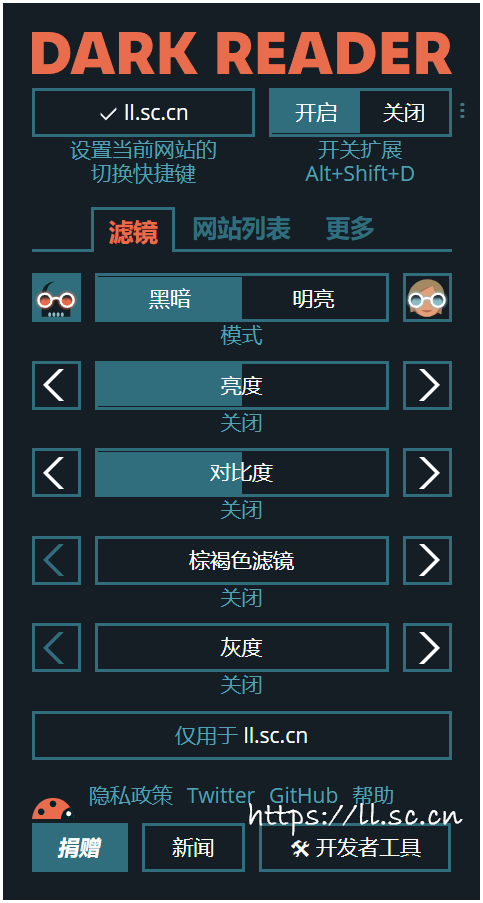 DARK READER
ll.sc.cn 开启 关闭
设置当前网站的 开关扩展
切换快捷键 Alt+Shift+D
滤镜 网站列表 更多
黑暗 明亮
模式
亮度
关闭
对比度
关闭
棕褐色滤镜
关闭
灰度
关闭
仅用于 ll.sc.cn
隐私政策 Twitter GitHub 帮助
https://ll.sc.cn
捐赠 新闻 开发者工具